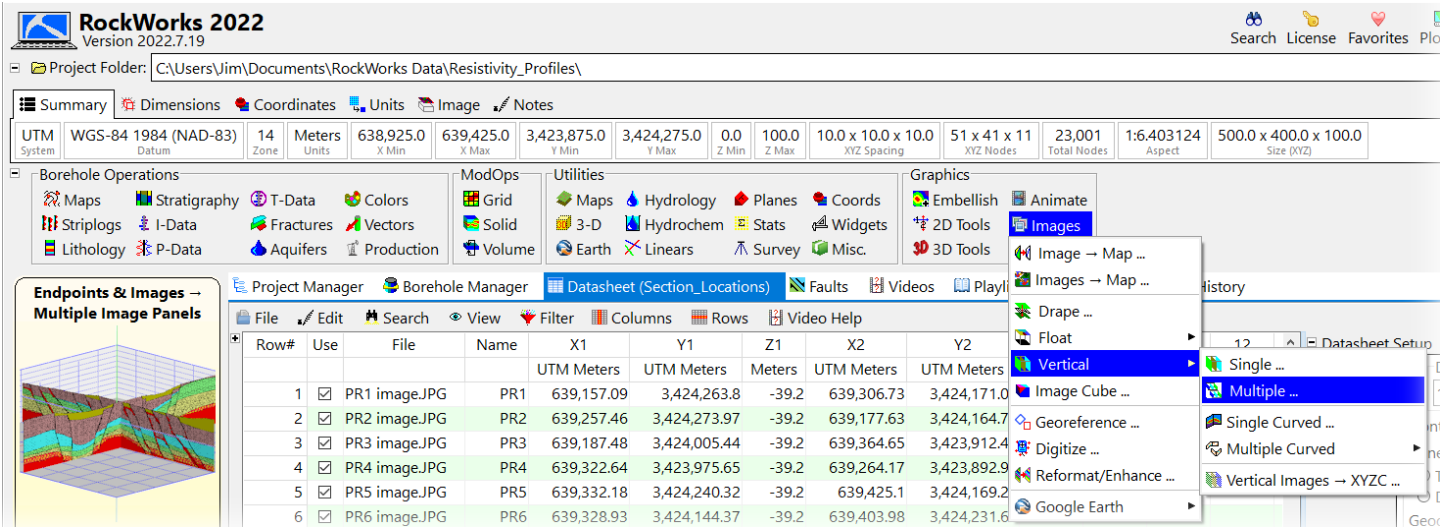 RockWorks 2022
Version 2022.7.19
Search License Favorites
Project Folder: C:\Users\Jim\Documents\RockWorks Data\Resistivity_Profiles\
Summary Dimensions Coordinates Units Image Notes
UTM WGS-84 1984 (NAD-83) 14 Meters 638,925.0 639,425.0 3,423,875.0 3,424,275.0 0.0 100.0 10.0 x 10.0 x 10.0 51 x 41 x 11 23,001 1:6.403124 500.0 x 400.0 x 100.0
System Datum Zone Units X Min X Max Y Min Y Max Z Min Z Max XYZ Spacing XYZ Nodes Total Nodes Aspect Size (XYZ)
Borehole Operations ModOps Utilities Graphics
Maps Stratigraphy T-Data Colors Grid Maps Hydrology Planes Coords Embellish Animate
Striplogs I-Data Fractures Vectors Solid 3-D Hydrochem Stats Widgets 2D Tools Images
Lithology P-Data Aquifers Production Volume Earth Linears Survey Misc. 3D Tools
Image → Map ...
Images → Map ...
Drape ...
Float
Vertical
Image Cube ...
Georeference ...
Digitize ...
Reformat/Enhance ...
Google Earth
Single ...
Multiple ...
Single Curved ...
Multiple Curved
Vertical Images → XYZC ...
Endpoints & Images →
Multiple Image Panels
Project Manager Borehole Manager Datasheet (Section_Locations) Faults Videos
File Edit Search View Filter Columns Rows Video Help
Row# Use File Name X1 Y1 Z1 X2 Y2 12 Datasheet Setup
UTM Meters UTM Meters Meters UTM Meters UTM Meters
1 PR1 image.JPG PR1 639,157.09 3,424,263.8 -39.2 639,306.73 3,424,171.0
2 PR2 image.JPG PR2 639,257.46 3,424,273.97 -39.2 639,177.63 3,424,164.7
3 PR3 image.JPG PR3 639,187.48 3,424,005.44 -39.2 639,364.65 3,423,912.4
4 PR4 image.JPG PR4 639,322.64 3,423,975.65 -39.2 639,264.17 3,423,892.9
5 PR5 image.JPG PR5 639,332.18 3,424,240.32 -39.2 639,425.1 3,424,169.2
6 PR6 image.JPG PR6 639,328.93 3,424,144.37 -39.2 639,403.98 3,424,231.6